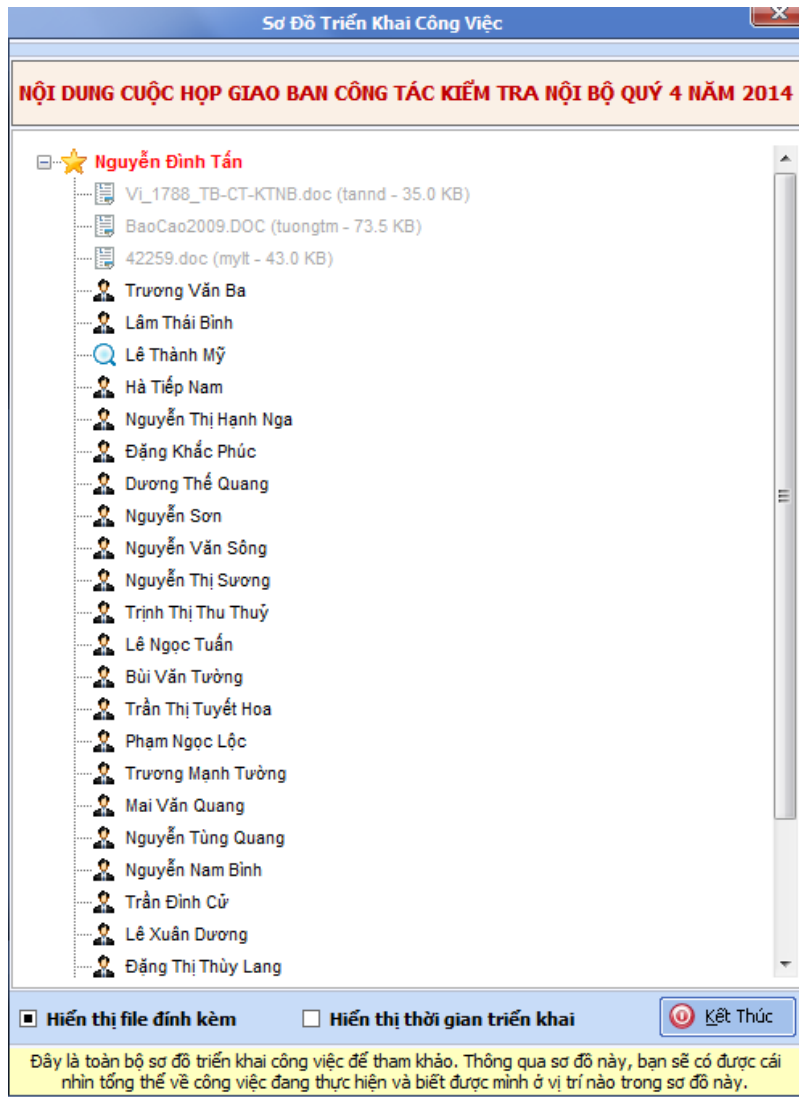 Sơ Đồ Triển Khai Công Việc
NỘI DUNG CUỘC HỌP GIAO BAN CÔNG TÁC KIỂM TRA NỘI BỘ QUÝ 4 NĂM 2014
Nguyễn Đình Tấn
Vi_1788_TB-CT-KTNB.doc (tannd - 35.0 KB)
BaoCao2009.DOC (tuongtm - 73.5 KB)
42259.doc (mylt - 43.0 KB)
Trương Văn Ba
Lâm Thái Bình
Lê Thành Mỹ
Hà Tiếp Nam
Nguyễn Thị Hạnh Nga
Đặng Khắc Phúc
Dương Thế Quang
Nguyễn Sơn
Nguyễn Văn Sông
Nguyễn Thị Sương
Trịnh Thị Thu Thuỷ
Lê Ngọc Tuấn
Bùi Văn Tường
Trần Thị Tuyết Hoa
Phạm Ngọc Lộc
Trương Mạnh Tường
Mai Văn Quang
Nguyễn Tùng Quang
Nguyễn Nam Bình
Trần Đình Cử
Lê Xuân Dương
Đặng Thị Thùy Lang
Hiển thị file đính kèm Hiển thị thời gian triển khai Kết Thúc
Đây là toàn bộ sơ đồ triển khai công việc để tham khảo. Thông qua sơ đồ này, bạn sẽ có được cái
nhìn tổng thể về công việc đang thực hiện và biết được mình ở vị trí nào trong sơ đồ này.